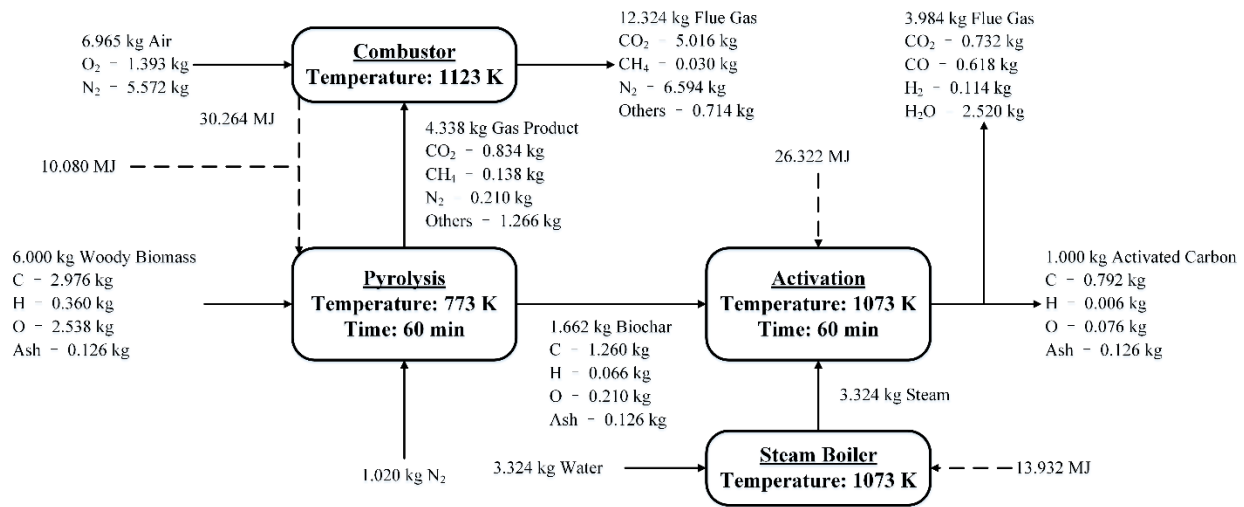 6.965 kg Air
O₂ - 1.393 kg
N₂ - 5.572 kg
Combustor
Temperature: 1123 K
12.324 kg Flue Gas
CO₂ - 5.016 kg
CH₄ - 0.030 kg
N₂ - 6.594 kg
Others - 0.714 kg
3.984 kg Flue Gas
CO₂ - 0.732 kg
CO - 0.618 kg
H₂ - 0.114 kg
H₂O - 2.520 kg
30.264 MJ
10.080 MJ
4.338 kg Gas Product
CO₂ - 0.834 kg
CH₄ - 0.138 kg
N₂ 0.210 kg
Others - 1.266 kg
26.322 MJ
6.000 kg Woody Biomass
C - 2.976 kg
H - 0.360 kg
O - 2.538 kg
Ash - 0.126 kg
Pyrolysis
Temperature: 773 K
Time: 60 min
Activation
Temperature: 1073 K
Time: 60 min
1.000 kg Activated Carbon
C - 0.792 kg
H - 0.006 kg
O - 0.076 kg
Ash - 0.126 kg
1.662 kg Biochar
C - 1.260 kg
H - 0.066 kg
O - 0.210 kg
Ash - 0.126 kg
3.324 kg Steam
1.020 kg N₂
3.324 kg Water
Steam Boiler
Temperature: 1073 K
13.932 MJ